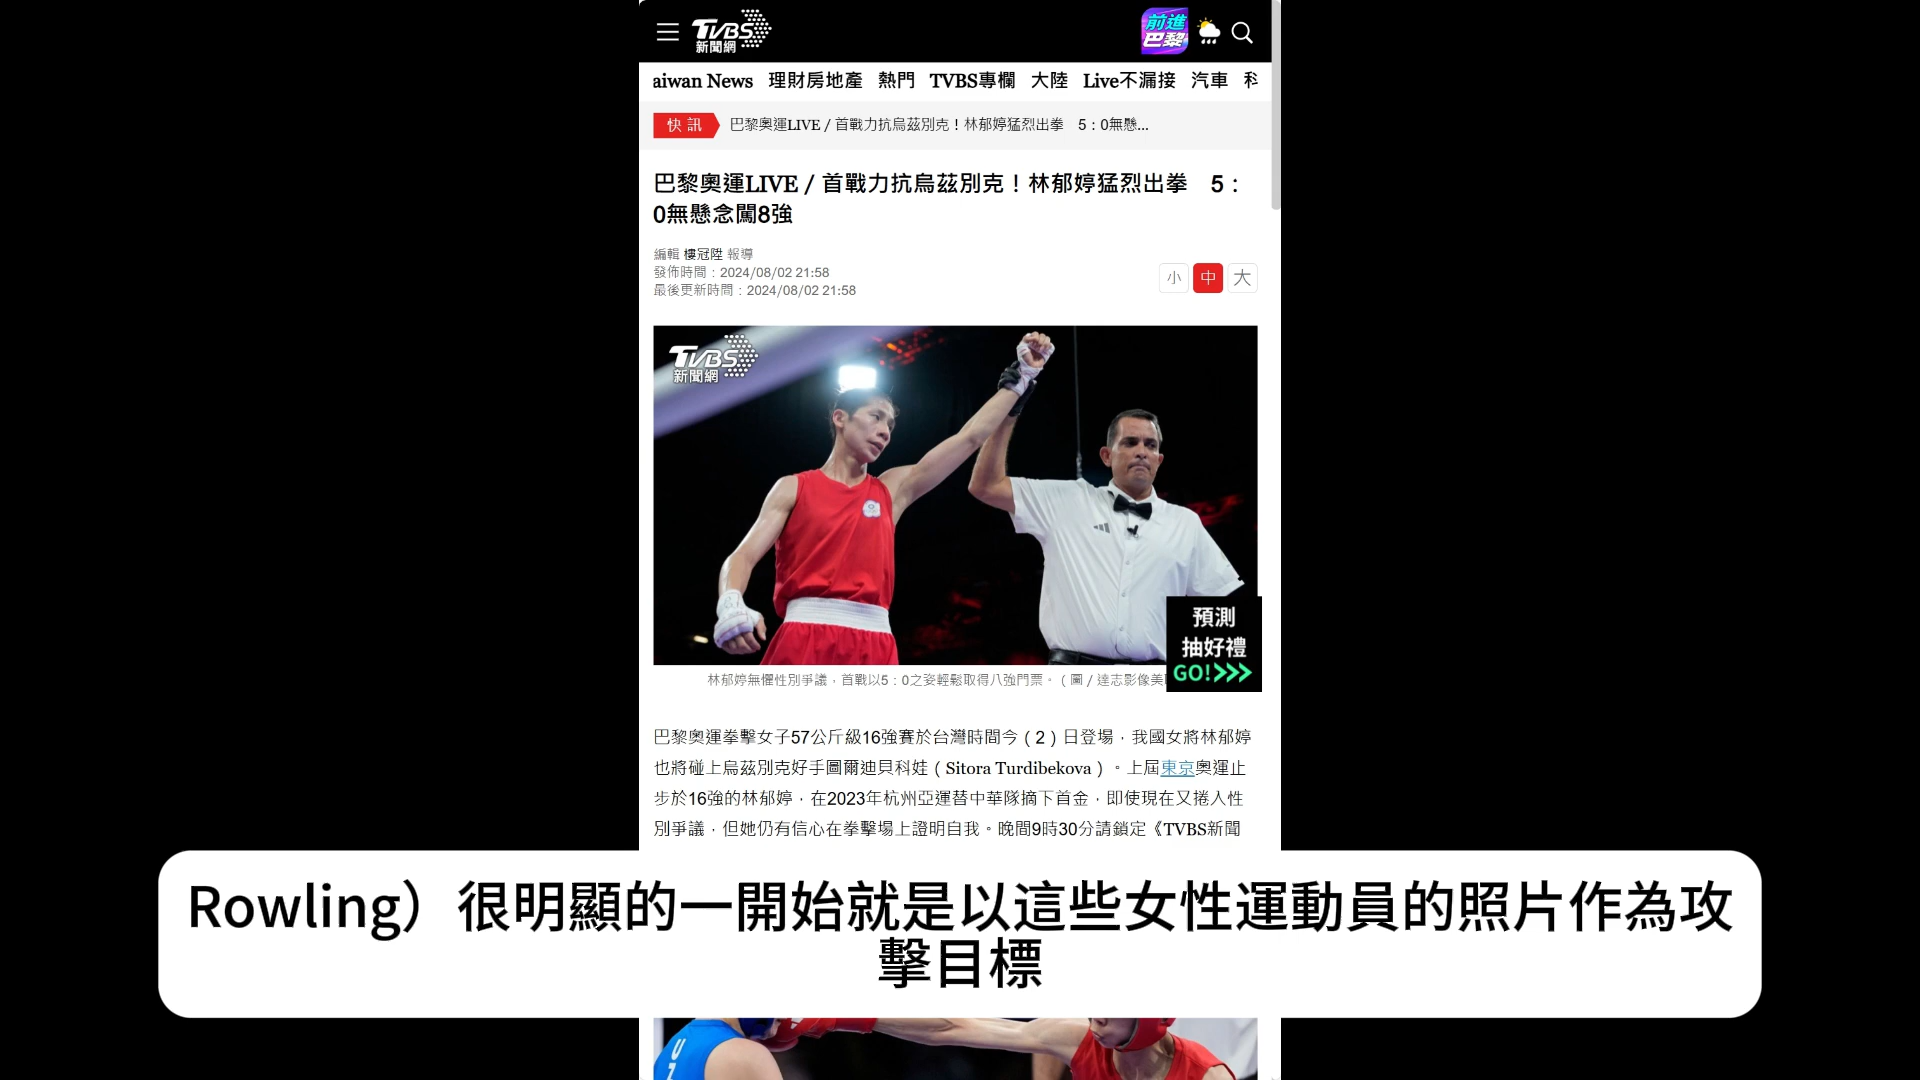 TVBS
新聞網
前進
巴黎
aiwan News 理財房地產 熱門 TVBS專欄 大陸 Live不漏接 汽車 科
快訊 巴黎奧運LIVE/首戰力抗烏茲別克!林郁婷猛烈出拳 5:0無懸...
巴黎奧運LIVE/首戰力抗烏茲別克!林郁婷猛烈出拳 5:
0無懸念闖8強
編輯 樓冠陞 報導
發佈時間:2024/08/02 21:58
最後更新時間:2024/08/02 21:58
小 中 大
TVBS
新聞網
預測
抽好禮
GO!>>>
林郁婷無懼性別爭議,首戰以5:0之姿輕鬆取得八強門票。(圖/達志影像美
巴黎奧運拳擊女子57公斤級16強賽於台灣時間今(2)日登場,我國女將林郁婷
也將碰上烏茲別克好手圖爾迪貝科娃(Sitora Turdibekova)。上屆東京奧運止
步於16強的林郁婷,在2023年杭州亞運替中華隊摘下首金,即使現在又捲入性
別爭議,但她仍有信心在拳擊場上證明自我。晚間9時30分請鎖定《TVBS新聞
Rowling)很明顯的一開始就是以這些女性運動員的照片作為攻
擊目標